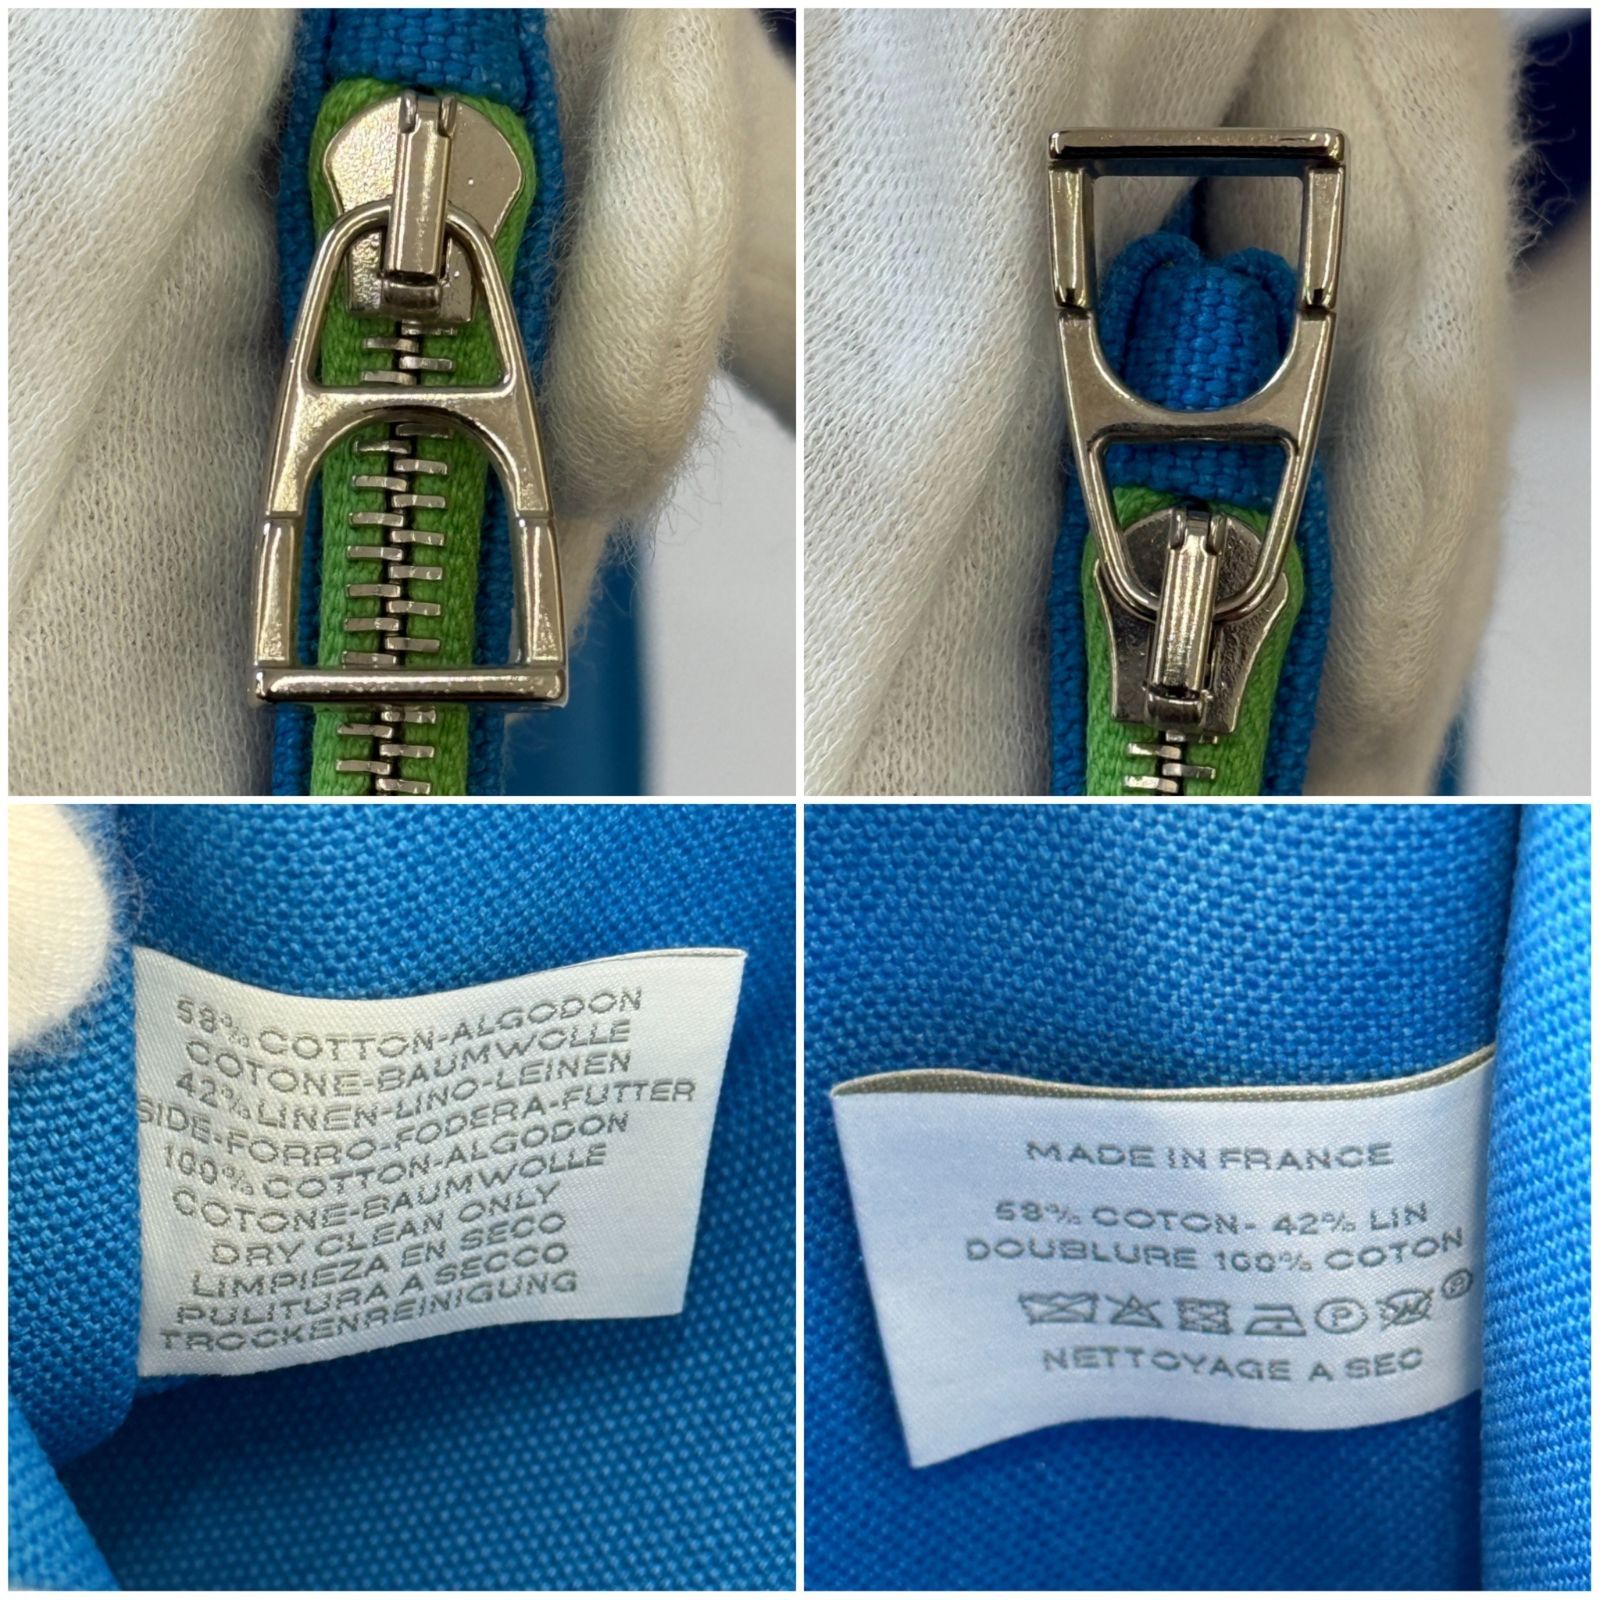 58% COTTON-ALGODON
COTONE-BAUMWOLLE
42% LINEN-LINO-LEINEN
SIDE-FORRO-FODERA-FUTTER
100% COTTON-ALGODON
COTONE-BAUMWOLLE
DRY CLEAN ONLY
LIMPIEZA EN SECO
PULITURA A SECCO
TROCKENREINIGUNG
MADE IN FRANCE
58% COTON- 42% LIN
DOUBLURE 100% COTON
P W ®
NETTOYAGE A SEC